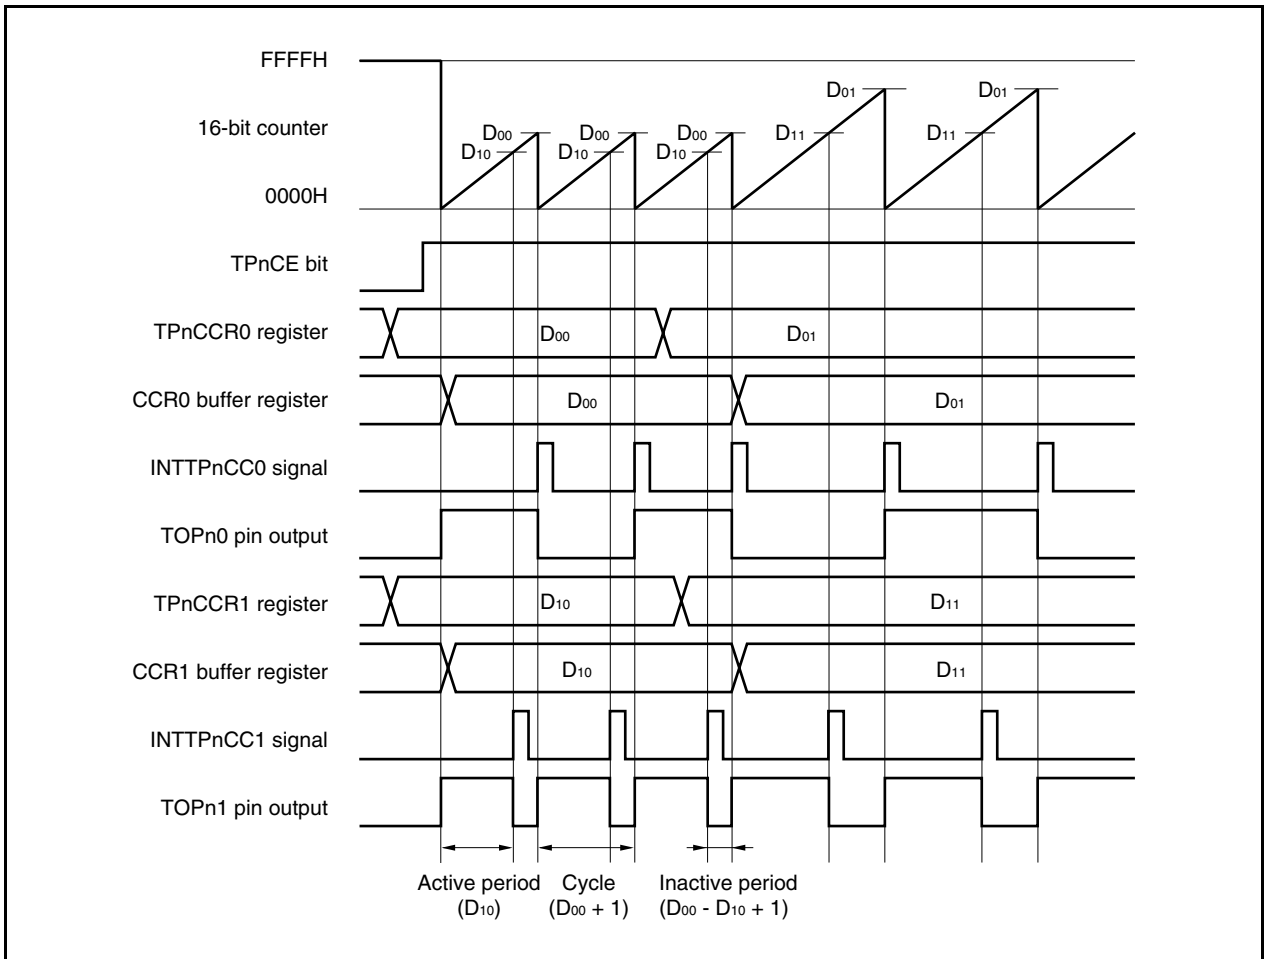 FFFFH
16-bit counter
0000H
D00 D00 D00 D01 D01
D10 D10 D10 D11 D11
TPnCE bit
TPnCCR0 register D00 D01
CCR0 buffer register D00 D01
INTTPnCC0 signal
TOPn0 pin output
TPnCCR1 register D10 D11
CCR1 buffer register D10 D11
INTTPnCC1 signal
TOPn1 pin output
Active period
(D10)
Cycle
(D00 + 1)
Inactive period
(D00 - D10 + 1)